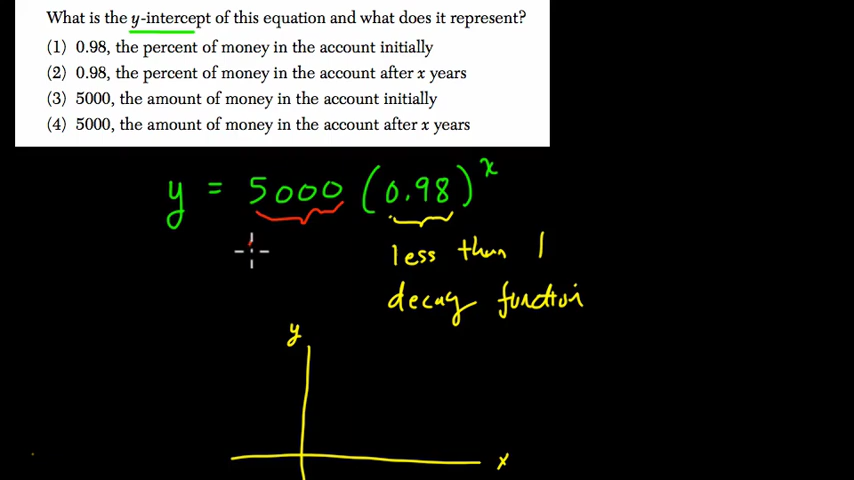 What is the y-intercept of this equation and what does it represent?
(1) 0.98, the percent of money in the account initially
(2) 0.98, the percent of money in the account after x years
(3) 5000, the amount of money in the account initially
(4) 5000, the amount of money in the account after x years
y = 5000 (0.98)^x
less than 1
decay function
y
x